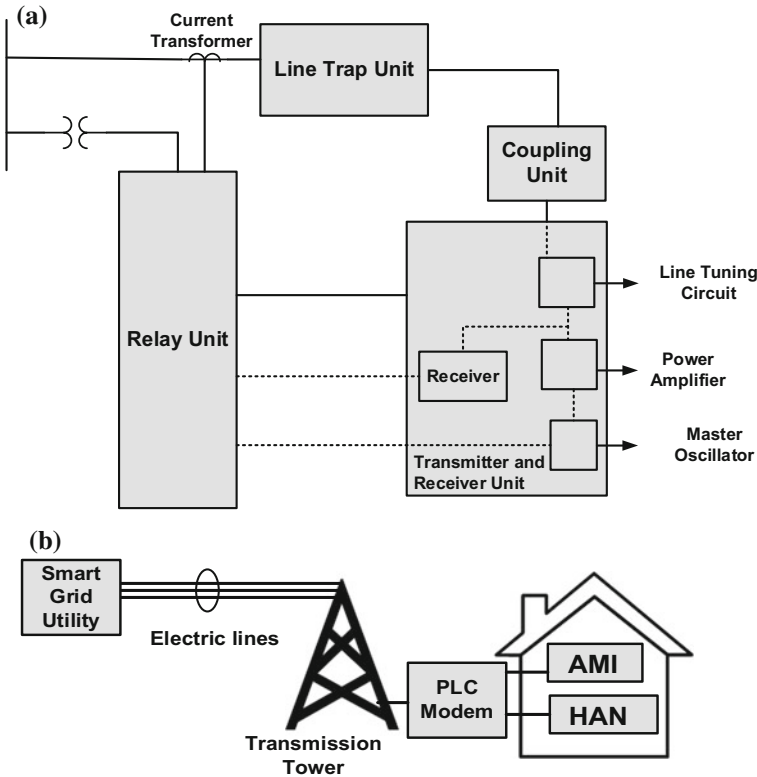 (a)
Current
Transformer
Line Trap Unit
Coupling
Unit
Relay Unit
Line Tuning
Circuit
Receiver
Power
Amplifier
Master
Oscillator
Transmitter and
Receiver Unit
(b)
Smart
Grid
Utility
Electric lines
Transmission
Tower
PLC
Modem
AMI
HAN